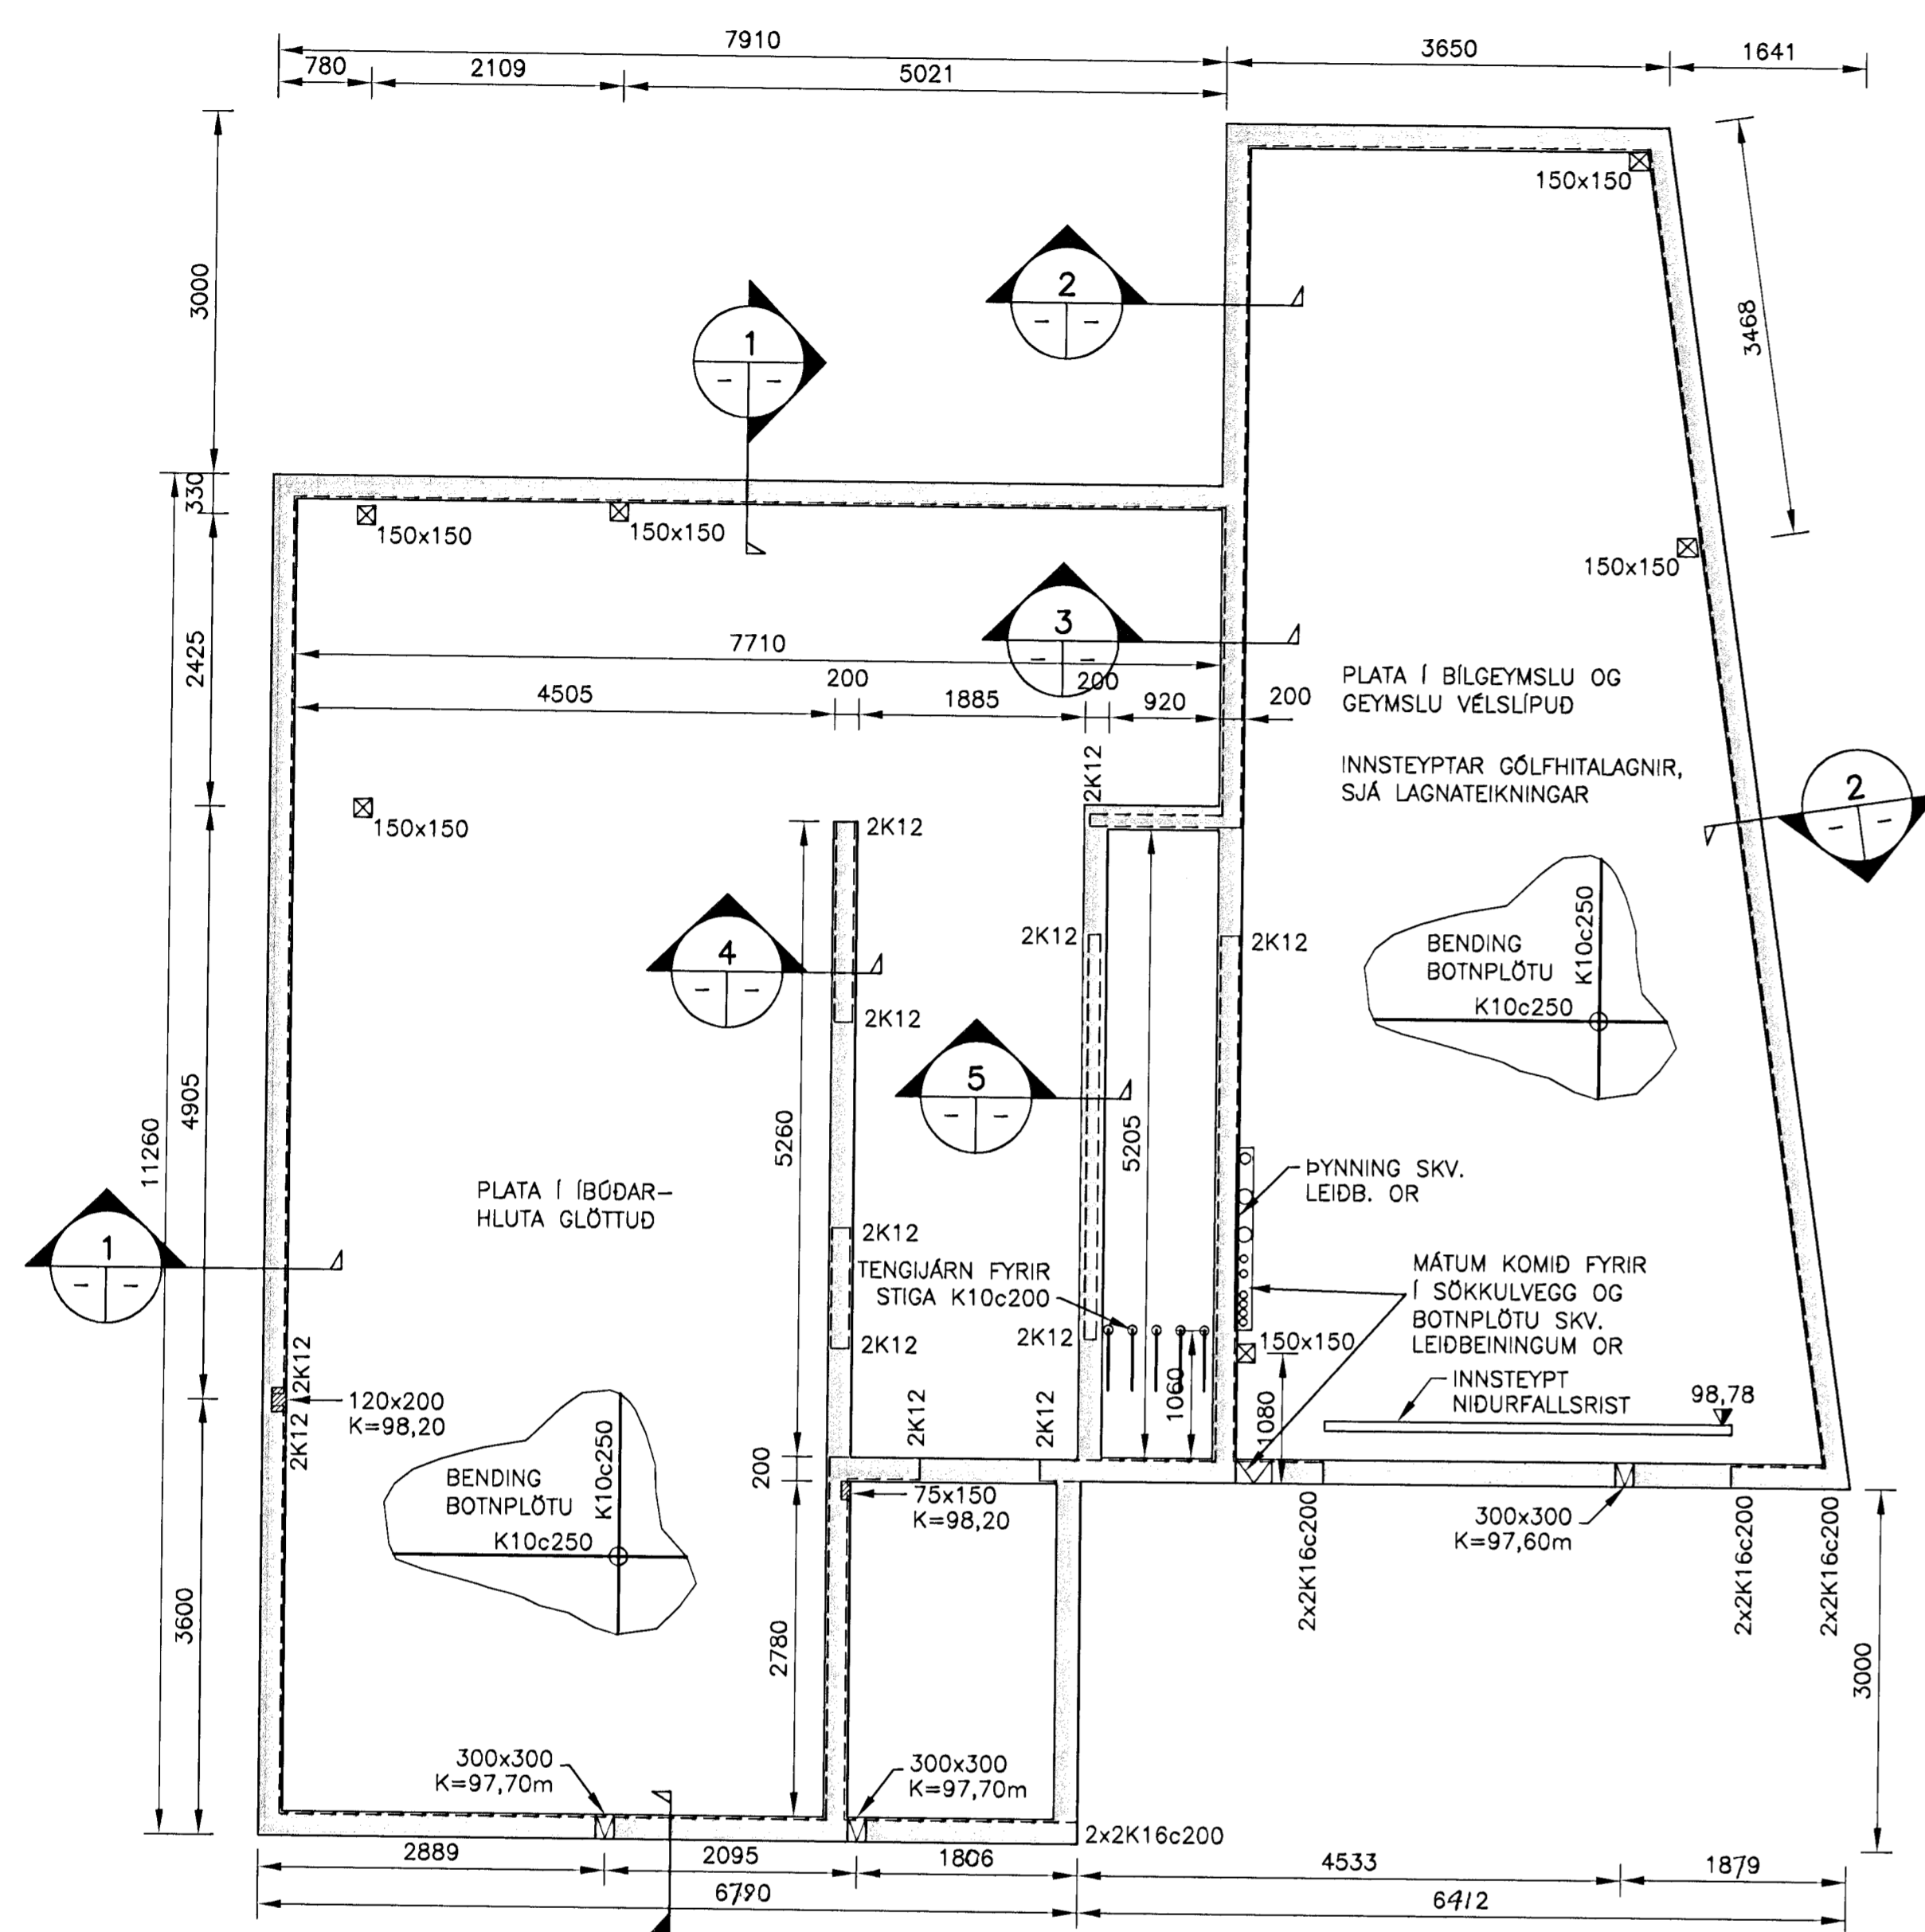 7910
3650
1641
780
2109
5021
150x150
3000
2
1
3468
330
150x150
150x150
150x150
3
7710
2425
200
200
4505
1885
920
200
PLATA Í BÍLGEYMSLU OG
GEYMSLU VÉLSLÍPUÐ
INNSTEYPTAR GÓLFHITALAGNIR,
SJÁ LAGNATEIKNINGAR
2K12
2
150x150
2K12
2K12
2K12
4
BENDING
BOTNPLÖTU
K10c250
K10c250
2K12
5
4905
11260
5260
5205
ÞYNNING SKV.
LEIÐB. OR
PLATA Í ÍBÚÐAR-
HLUTA GLÖTTUÐ
1
2K12
TENGIJÁRN FYRIR
STIGA K10c200
MÁTUM KOMIÐ FYRIR
Í SÖKKULVEGG OG
BOTNPLÖTU SKV.
LEIÐBEININGUM OR
2K12
2K12
150x150
2K12
2K12
120x200
K=98,20
INNSTEYPT
NIÐURFALLSRIST
98,78
1060
1080
2K12
2K12
BENDING
BOTNPLÖTU
K10c250
K10c250
200
75x150
K=98,20
300x300
K=97,60m
2x2K16c200
2x2K16c200
2x2K16c200
3600
2780
3000
300x300
K=97,70m
300x300
K=97,70m
2x2K16c200
2889
2095
1806
4533
1879
6790
6412